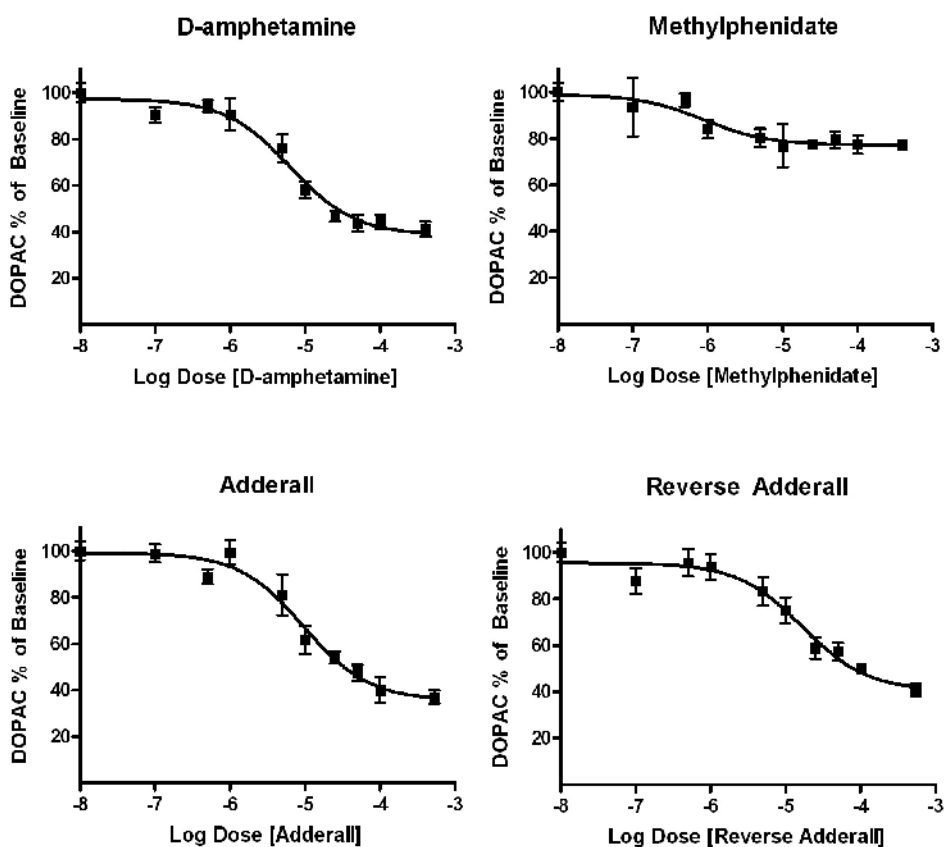 D-amphetamine
DOPAC % of Baseline
100
80
60
40
20
-8 -7 -6 -5 -4 -3
Log Dose [D-amphetamine]
Methylphenidate
DOPAC % of Baseline
100
80
60
40
20
-8 -7 -6 -5 -4 -3
Log Dose [Methylphenidate]
Adderall
DOPAC % of Baseline
100
80
60
40
20
-8 -7 -6 -5 -4 -3
Log Dose [Adderall]
Reverse Adderall
DOPAC % of Baseline
100
80
60
40
20
-8 -7 -6 -5 -4 -3
Log Dose [Reverse Adderall]